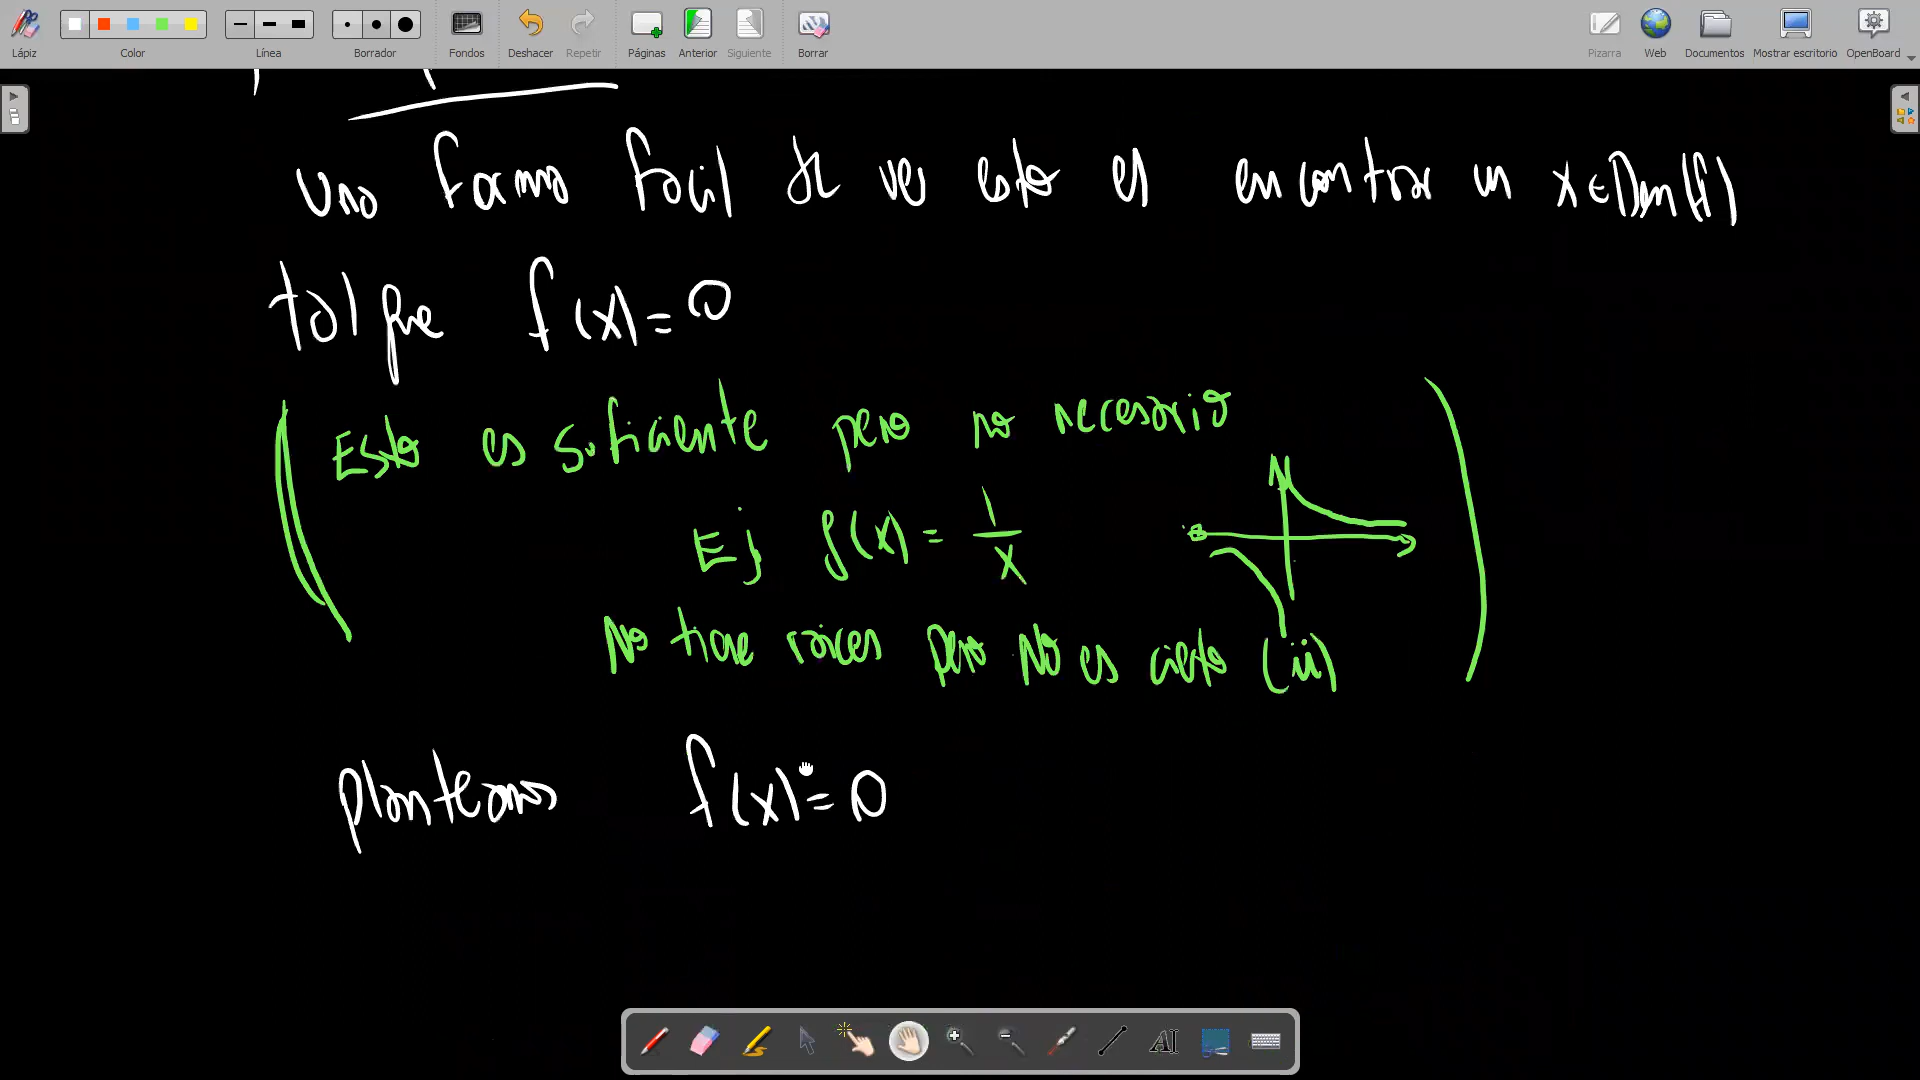 Lápiz Color Línea Borrador Fondos Deshacer Repetir Páginas Anterior Siguiente Borrar Pizarra Web Documentos Mostrar escritorio OpenBoard
una forma facil de ver esto es encontrar un x∈Dom(f)
tal que f(x)=0
(Esto es suficiente pero no necesario
Ej f(x) = 1/x
No tiene raices pero No es cierto (ii))
planteamos f(x)=0
AI